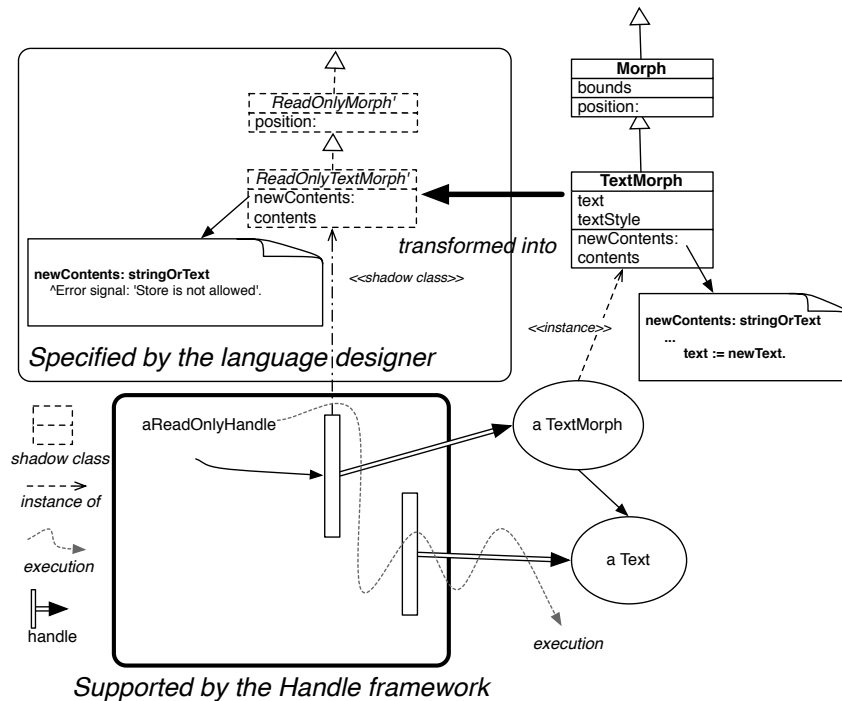 Morph
bounds
position:
ReadOnlyMorph'
position:
ReadOnlyTextMorph'
newContents:
contents
TextMorph
text
textStyle
newContents:
contents
transformed into
newContents: stringOrText
^Error signal: 'Store is not allowed'.
<<shadow class>>
<<instance>>
newContents: stringOrText
...
text := newText.
Specified by the language designer
aReadOnlyHandle
a TextMorph
a Text
shadow class
instance of
execution
handle
execution
Supported by the Handle framework